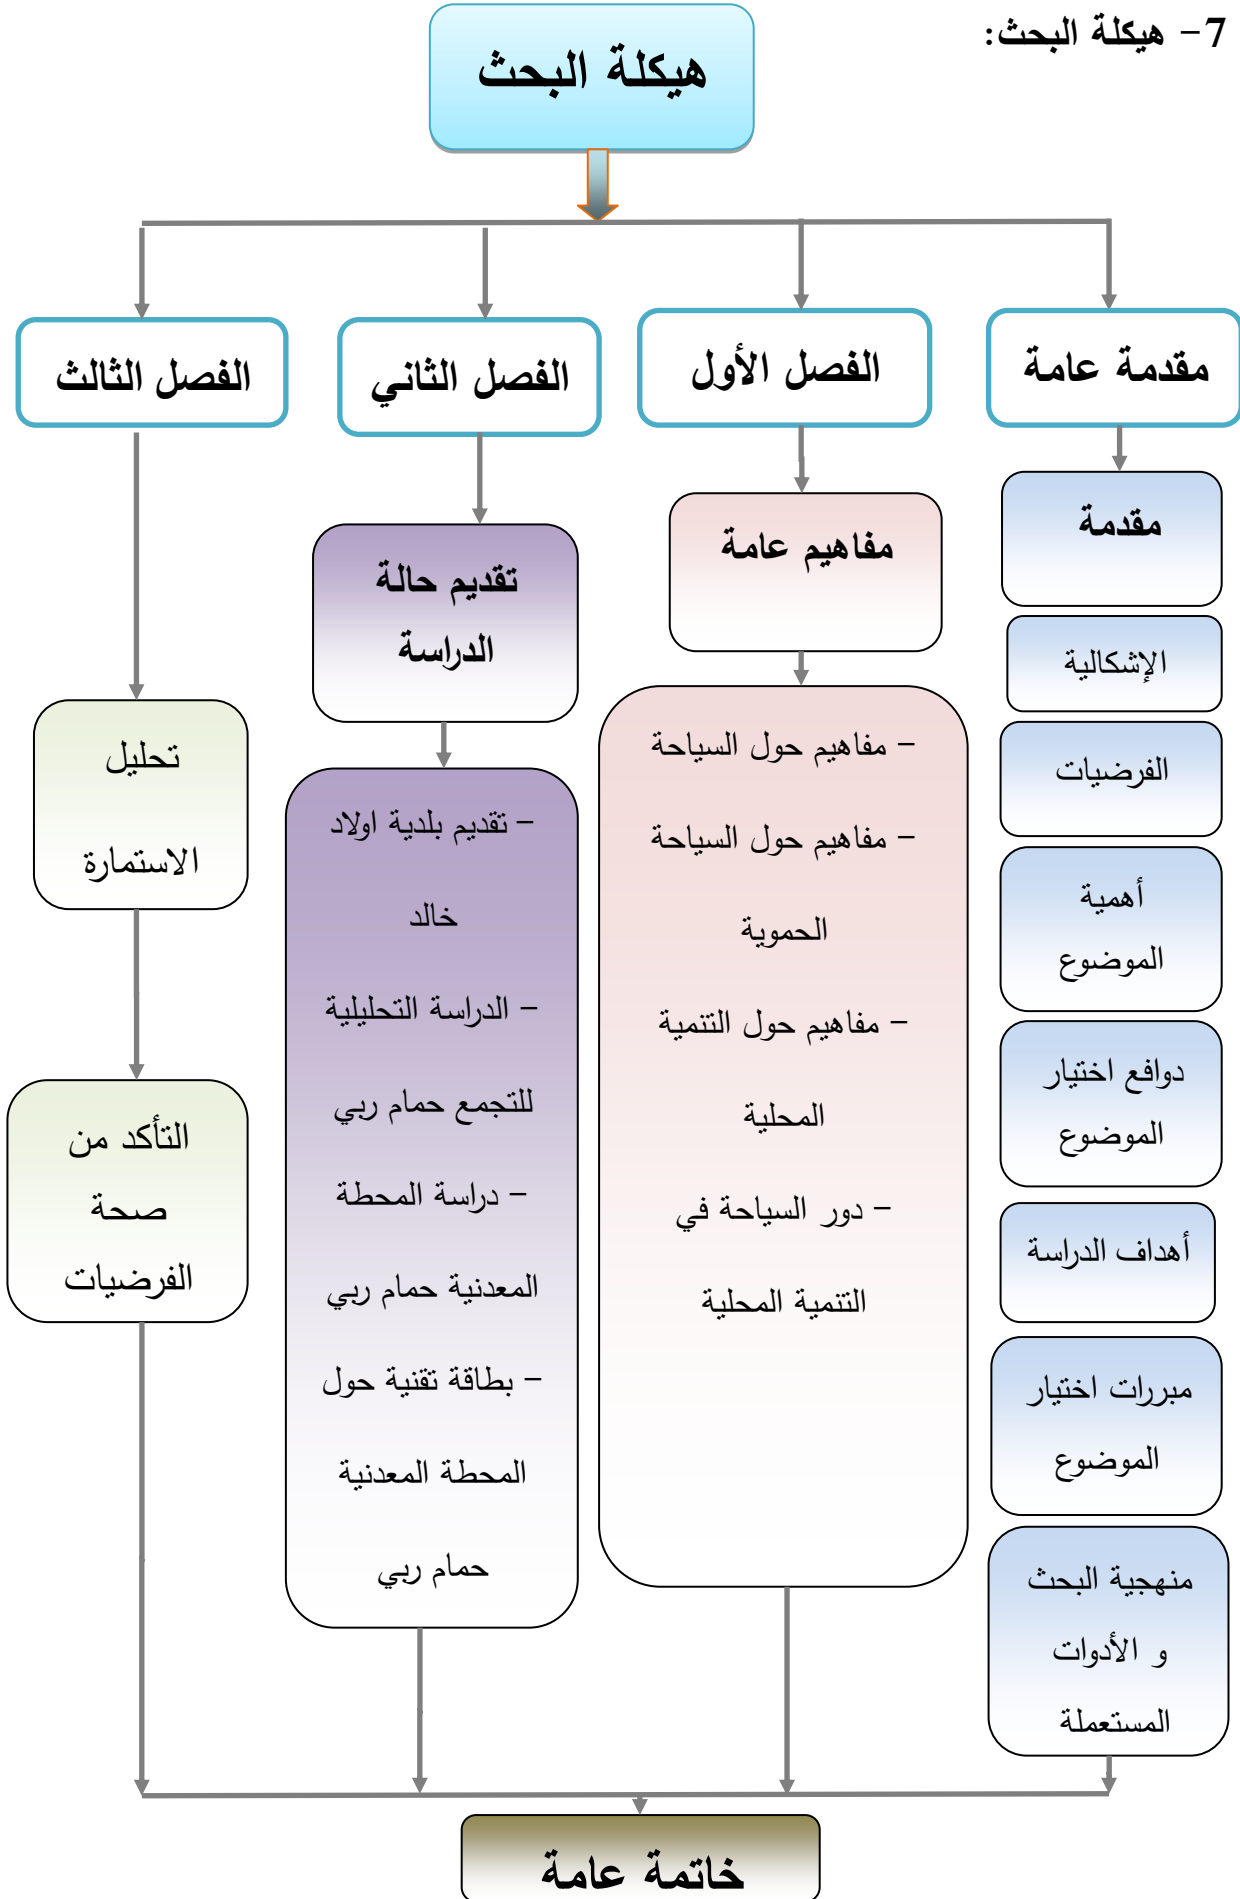 7- هيكلة البحث:
هيكلة البحث
مقدمة عامة
الفصل الأول
الفصل الثاني
الفصل الثالث
مقدمة
الإشكالية
الفرضيات
أهمية
الموضوع
دوافع اختيار
الموضوع
أهداف الدراسة
مبررات اختيار
الموضوع
منهجية البحث
و الأدوات
المستعملة
مفاهيم عامة
- مفاهيم حول السياحة
- مفاهيم حول السياحة
الحموية
- مفاهيم حول التنمية
المحلية
- دور السياحة في
التنمية المحلية
تقديم حالة
الدراسة
- تقديم بلدية اولاد
خالد
- الدراسة التحليلية
للتجمع حمام ربي
- دراسة المحطة
المعدنية حمام ربي
- بطاقة تقنية حول
المحطة المعدنية
حمام ربي
تحليل
الاستمارة
التأكد من
صحة
الفرضيات
خاتمة عامة